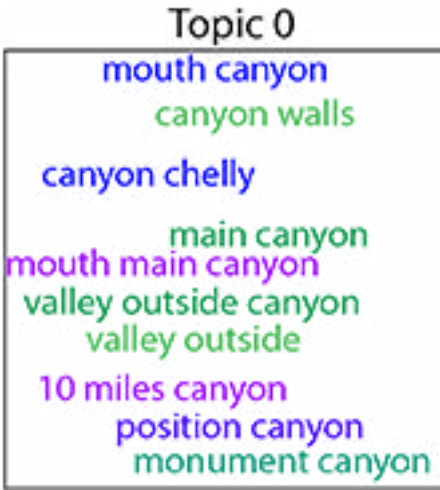 Topic 0
mouth canyon
canyon walls
canyon chelly
main canyon
mouth main canyon
valley outside canyon
valley outside
10 miles canyon
position canyon
monument canyon